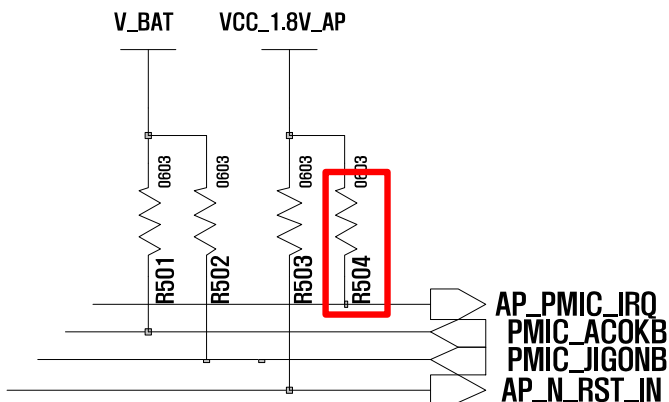 V_BAT
VCC_1.8V_AP
0603
0603
0603
0603
R501
R502
R503
R504
AP_PMIC_IRQ
PMIC_ACOKB
PMIC_JIGONB
AP_N_RST_IN